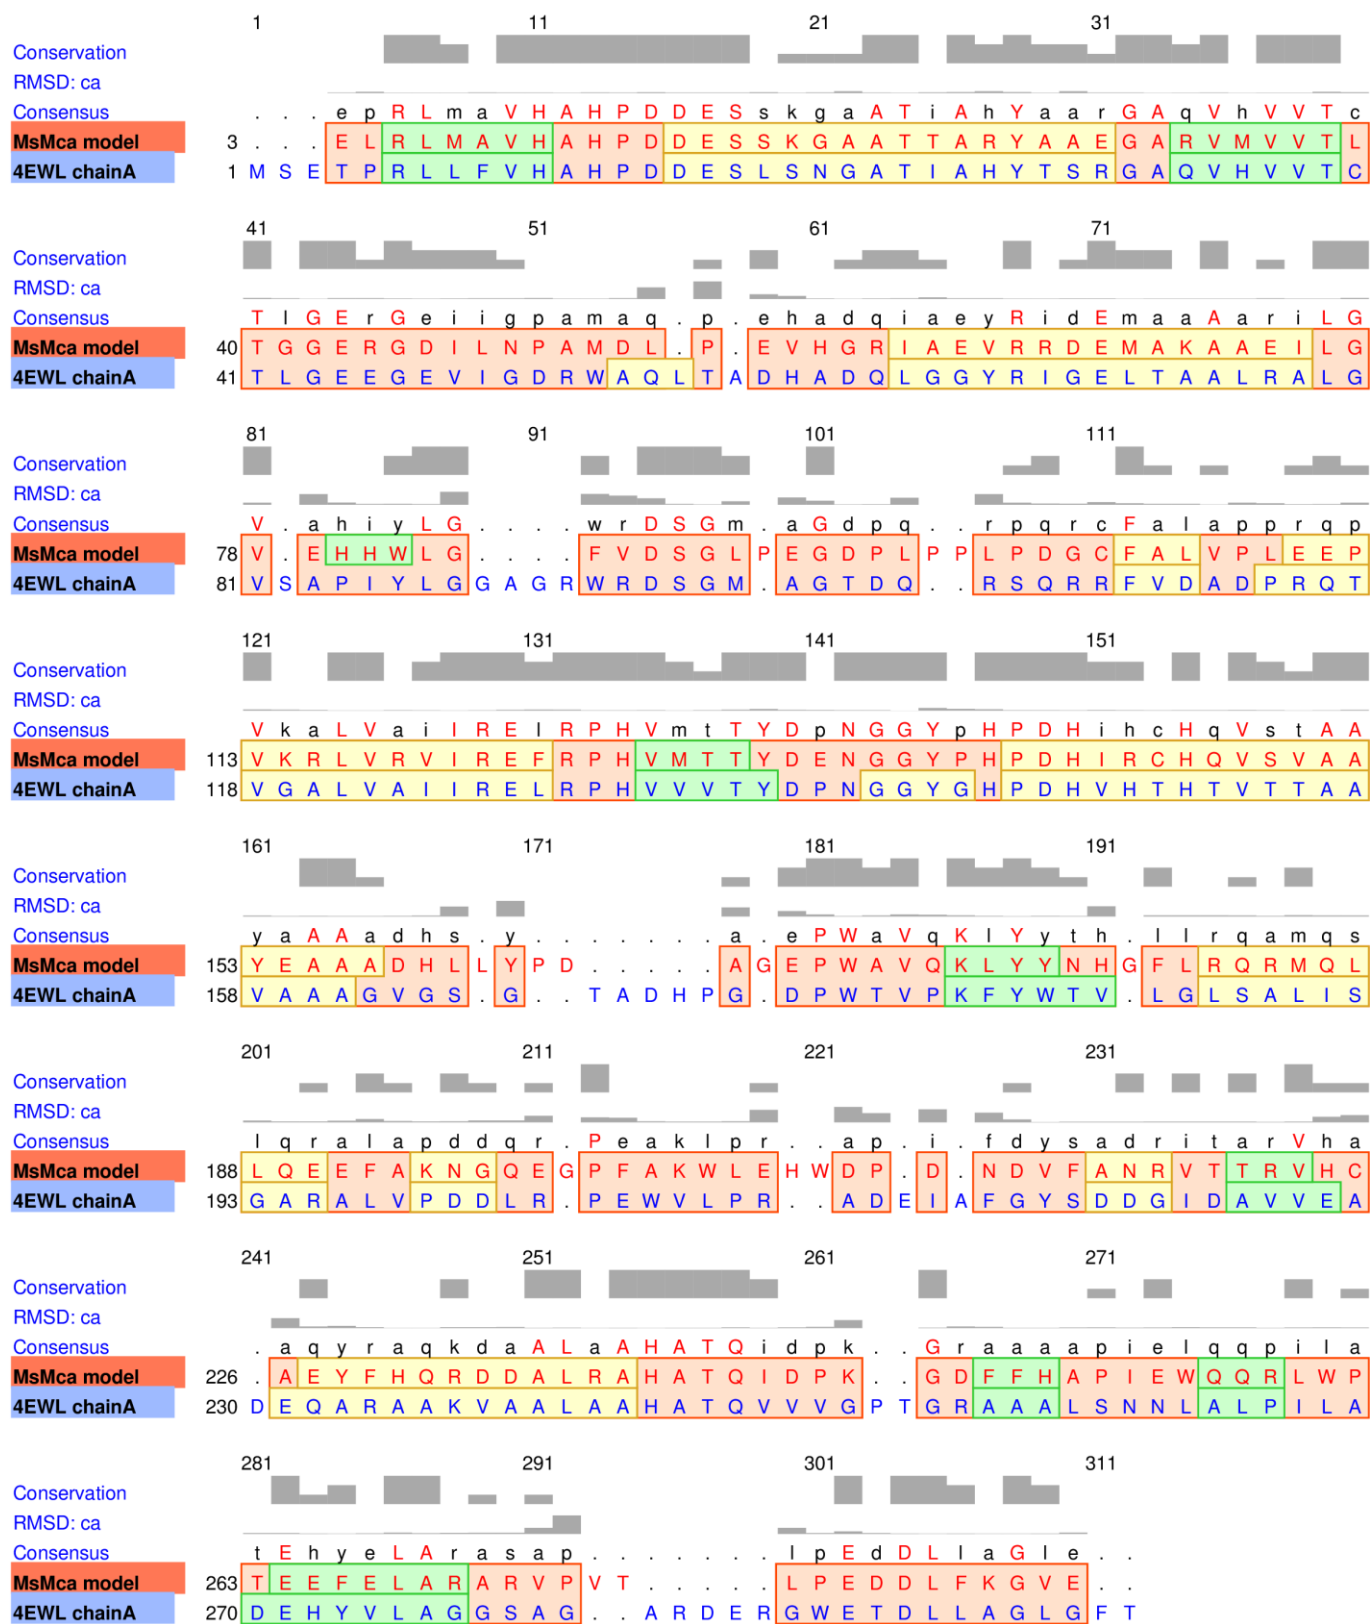 1 11 21 31
Conservation
RMSD: ca
Consensus . . . e p R L m a V H A H P D D E S s k g a A T i A h Y a a r G A q V h V V T c
MsMca model 3 . . . E L R L M A V H A H P D D E S S K G A A T T A R Y A A E G A R V M V V T L
4EWL chainA 1 M S E T P R L L F V H A H P D D E S L S N G A T I A H Y T S R G A Q V H V V T C
41 51 61 71
Conservation
RMSD: ca
Consensus T l G E r G e i i g p a m a q . p . e h a d q i a e y R i d E m a a A a r i L G
MsMca model 40 T G G E R G D I L N P A M D L . P . E V H G R I A E V R R D E M A K A A E I L G
4EWL chainA 41 T L G E E G E V I G D R W A Q L T A D H A D Q L G G Y R I G E L T A A L R A L G
81 91 101 111
Conservation
RMSD: ca
Consensus V . a h i y L G . . . . w r D S G m . a G d p q . . r p q r c F a l a p p r q p
MsMca model 78 V . E H H W L G . . . . F V D S G L P E G D P L P P L P D G C F A L V P L E E P
4EWL chainA 81 V S A P I Y L G G A G R W R D S G M . A G T D Q . . R S Q R R F V D A D P R Q T
121 131 141 151
Conservation
RMSD: ca
Consensus V k a L V a i I R E l R P H V m t T Y D p N G G Y p H P D H i h c H q V s t A A
MsMca model 113 V K R L V R V I R E F R P H V M T T Y D E N G G Y P H P D H I R C H Q V S V A A
4EWL chainA 118 V G A L V A I I R E L R P H V V V T Y D P N G G Y G H P D H V H T H T V T T A A
161 171 181 191
Conservation
RMSD: ca
Consensus y a A A a d h s . y . . . . . . . a . e P W a V q K l Y y t h . l l r q a m q s
MsMca model 153 Y E A A A D H L L Y P D . . . . . A G E P W A V Q K L Y Y N H G F L R Q R M Q L
4EWL chainA 158 V A A A G V G S . G . . T A D H P G . D P W T V P K F Y W T V . L G L S A L I S
201 211 221 231
Conservation
RMSD: ca
Consensus l q r a l a p d d q r . P e a k l p r . . a p . i . f d y s a d r i t a r V h a
MsMca model 188 L Q E E F A K N G Q E G P F A K W L E H W D P . D . N D V F A N R V T T R V H C
4EWL chainA 193 G A R A L V P D D L R . P E W V L P R . . A D E I A F G Y S D D G I D A V V E A
241 251 261 271
Conservation
RMSD: ca
Consensus . a q y r a q k d a A L a A H A T Q i d p k . . G r a a a a p i e l q q p i l a
MsMca model 226 . A E Y F H Q R D D A L R A H A T Q I D P K . . G D F F H A P I E W Q Q R L W P
4EWL chainA 230 D E Q A R A A K V A A L A A H A T Q V V V G P T G R A A A L S N N L A L P I L A
281 291 301 311
Conservation
RMSD: ca
Consensus t E h y e L A r a s a p . . . . . . . l p E d D L l a G l e . .
MsMca model 263 T E E F E L A R A R V P V T . . . . . L P E D D L F K G V E . .
4EWL chainA 270 D E H Y V L A G G S A G . . A R D E R G W E T D L L A G L G F T